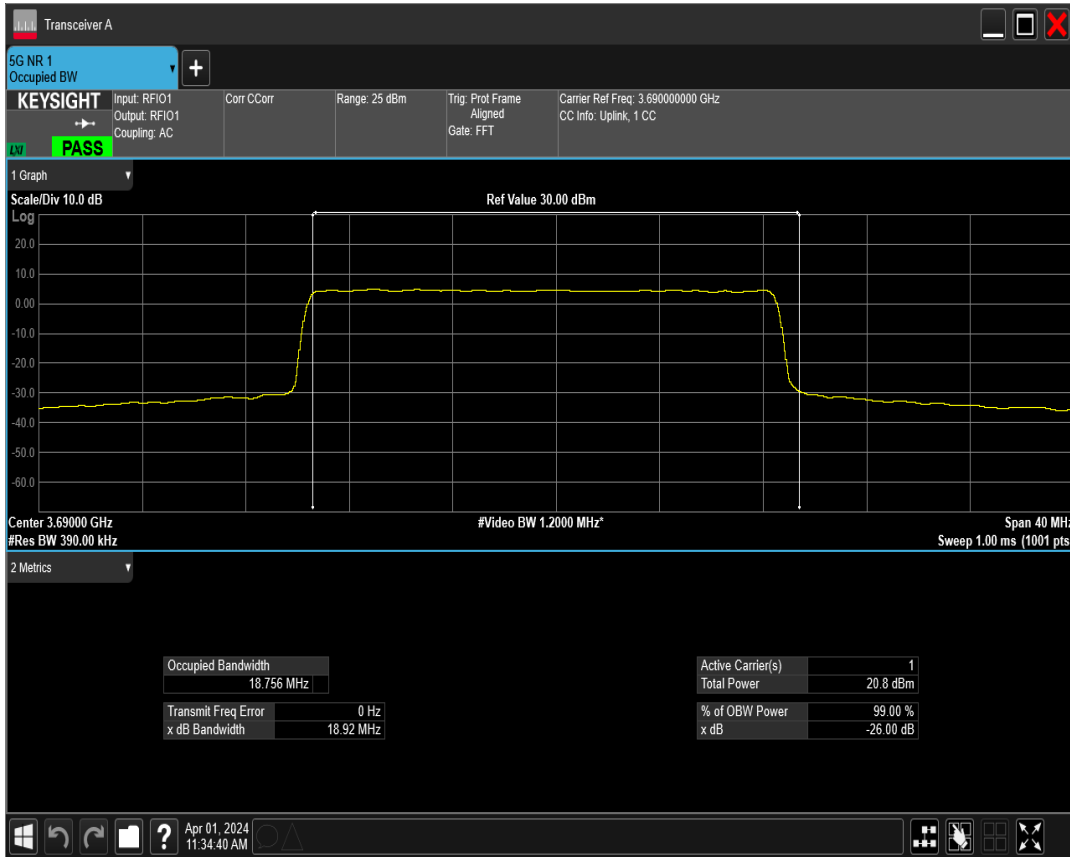 Transceiver A
5G NR 1
Occupied BW
KEYSIGHT
LXI
PASS
Input: RFIO1
Output: RFIO1
Coupling: AC
Corr CCorr
Range: 25 dBm
Trig: Prot Frame
Aligned
Gate: FFT
Carrier Ref Freq: 3.690000000 GHz
CC Info: Uplink, 1 CC
1 Graph
Scale/Div 10.0 dB
Ref Value 30.00 dBm
Log
20.0
10.0
0.00
-10.0
-20.0
-30.0
-40.0
-50.0
-60.0
Center 3.69000 GHz
#Video BW 1.2000 MHz*
Span 40 MHz
#Res BW 390.00 kHz
Sweep 1.00 ms (1001 pts
2 Metrics
Occupied Bandwidth
18.756 MHz
Transmit Freq Error 0 Hz
x dB Bandwidth 18.92 MHz
Active Carrier(s) 1
Total Power 20.8 dBm
% of OBW Power 99.00 %
x dB -26.00 dB
?
Apr 01, 2024
11:34:40 AM